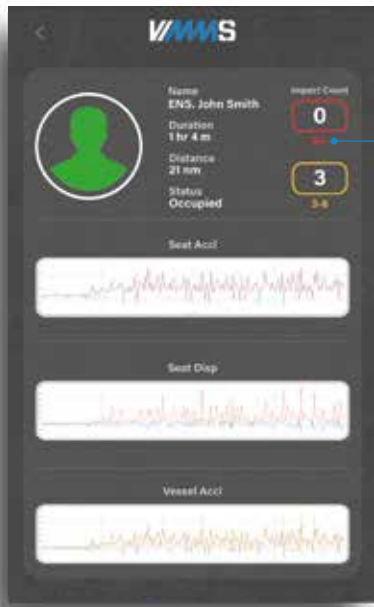 VMMS
Name
ENS. John Smith
Impact Count
0
Duration
1 hr 4 m
Distance
21 nm
3
Status
Occupied
3-6
Seat Accl
Seat Disp
Vessel Accl